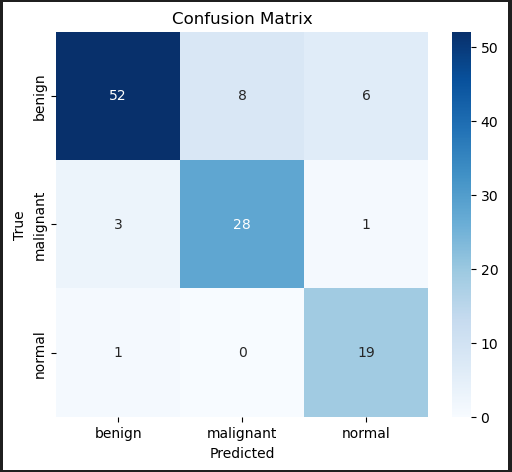 Confusion Matrix
benign 52 8 6
malignant 3 28 1
normal 1 0 19
True
benign malignant normal
Predicted
50
40
30
20
10
0